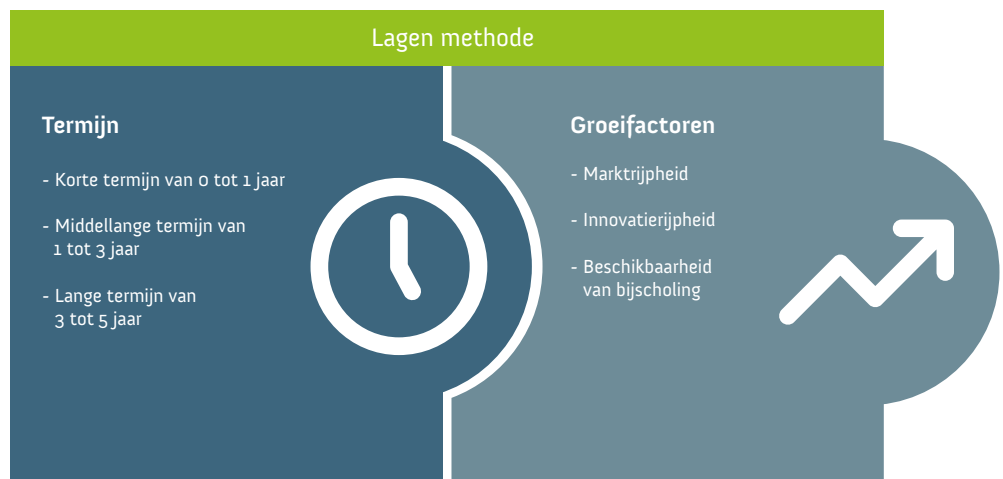 Lagen methode
Termijn
- Korte termijn van 0 tot 1 jaar
- Middellange termijn van
1 tot 3 jaar
- Lange termijn van
3 tot 5 jaar
Groeifactoren
- Marktrijpheid
- Innovatierijpheid
- Beschikbaarheid
van bijscholing